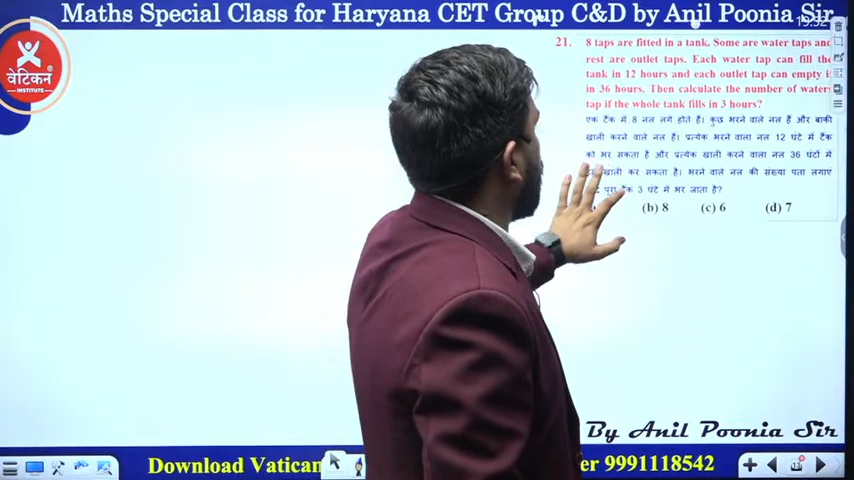 Maths Special Class for Haryana CET Group C&D by Anil Poonia Sir
19:32
वेटिकन
INSTITUTE
21. 8 taps are fitted in a tank. Some are water taps and
rest are outlet taps. Each water tap can fill the
tank in 12 hours and each outlet tap can empty
in 36 hours. Then calculate the number of waters
tap if the whole tank fills in 3 hours?
एक टैंक में 8 नल लगे होते हैं। कुछ भरने वाले नल हैं और बाकी
खाली करने वाले नल हैं। प्रत्येक भरने वाला नल 12 घंटे में टैंक
को भर सकता है और प्रत्येक खाली करने वाला नल 36 घंटों में
खाली कर सकता है। भरने वाले नल की संख्या पता लगाएं
पूरा टैंक 3 घंटे में भर जाता है?
(b) 8 (c) 6 (d) 7
By Anil Poonia Sir
Download Vatican
er 9991118542